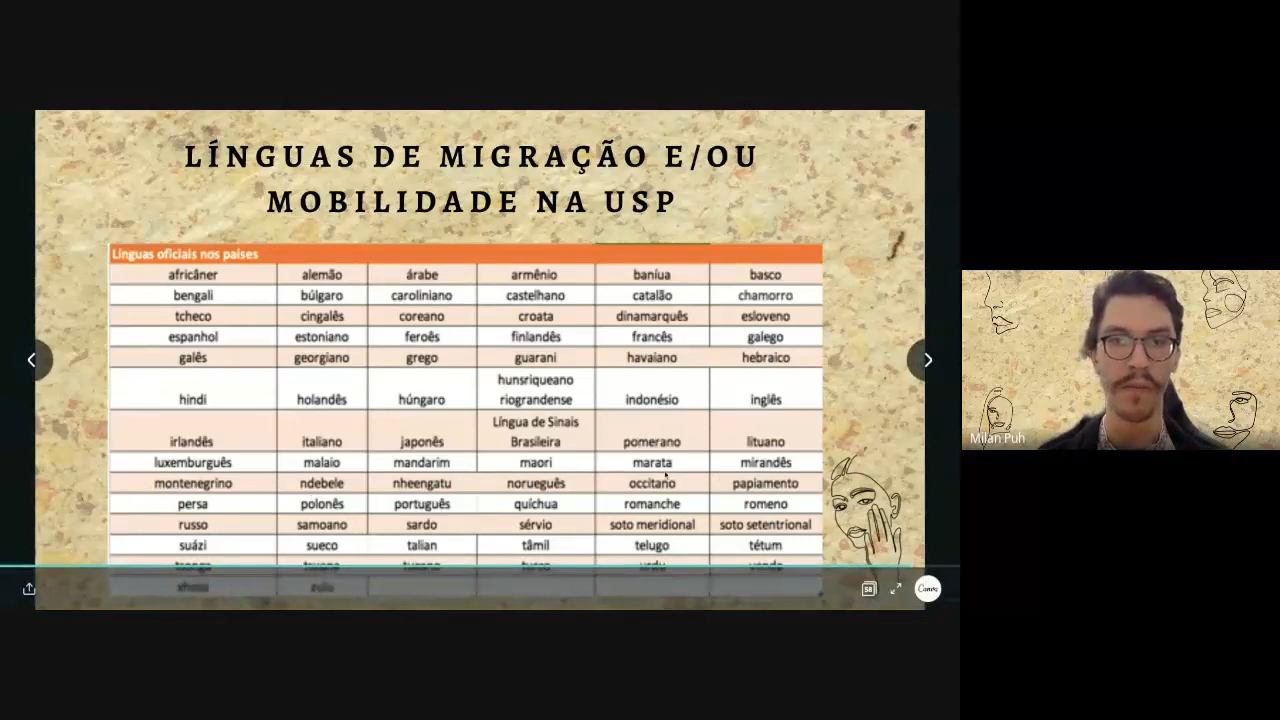 LÍNGUAS DE MIGRAÇÃO E/OU
MOBILIDADE NA USP
Línguas oficiais nos países
africâner alemão árabe armênio baníua basco
bengali búlgaro caroliniano castelhano catalão chamorro
tcheco cingalês coreano croata dinamarquês esloveno
espanhol estoniano feroês finlandês francês galego
galês georgiano grego guarani havaiano hebraico
hunsriqueano
hindi holandês húngaro riograndense indonésio inglês
Língua de Sinais
irlandês italiano japonês Brasileira pomerano lituano
luxemburguês malaio mandarim maori marata mirandês
montenegrino ndebele nheengatu norueguês occitano papiamento
persa polonês português quíchua romanche romeno
russo samoano sardo sérvio soto meridional soto setentrional
suázi sueco talian tâmil telugo tétum
xhosa zulu
58
Canva
Milan Puh